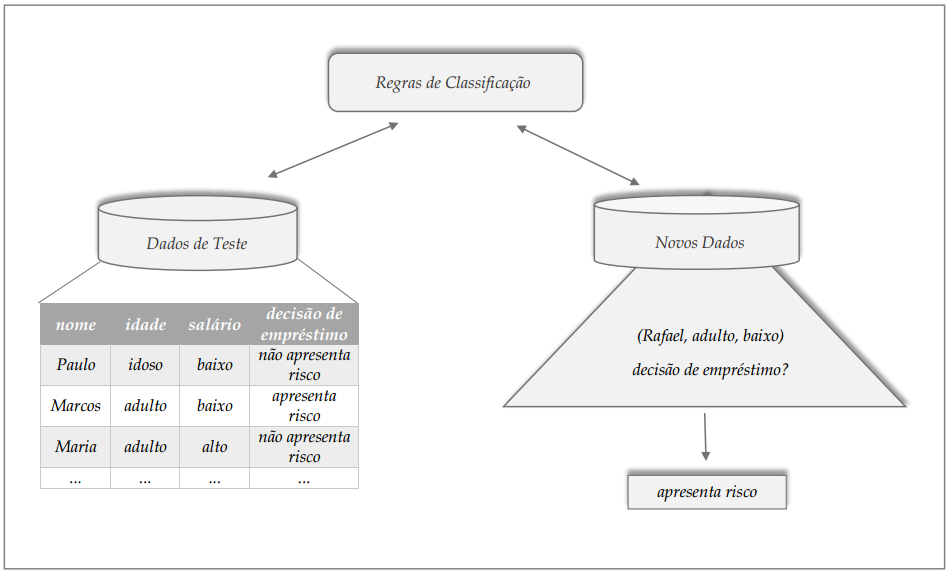 Regras de Classificação
Dados de Teste
Novos Dados
nome idade salário decisão de
empréstimo
Paulo idoso baixo não apresenta
risco
Marcos adulto baixo apresenta
risco
Maria adulto alto não apresenta
risco
... ... ... ...
(Rafael, adulto, baixo)
decisão de empréstimo?
apresenta risco